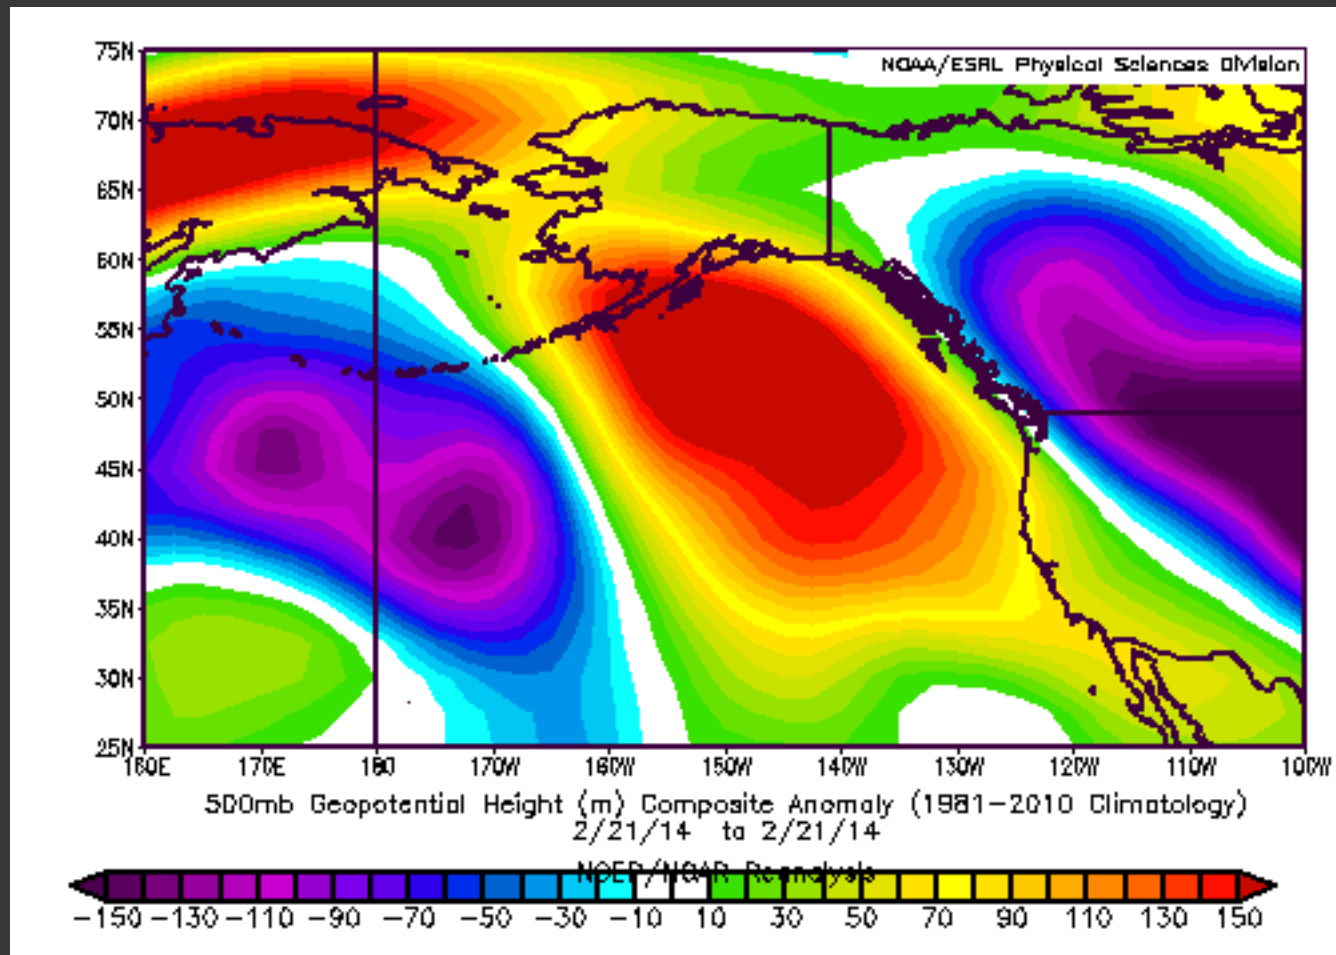 75N
NOAA/ESRL Physical Sciences Division
70N
65N
60N
55N
50N
45N
40N
35N
30N
25N
160E 170E 180 170W 160W 150W 140W 130W 120W 110W 100W
500mb Geopotential Height (m) Composite Anomaly (1981-2010 Climatology)
2/21/14 to 2/21/14
NCEP/NCAR Reanalysis
-150 -130 -110 -90 -70 -50 -30 -10 10 30 50 70 90 110 130 150